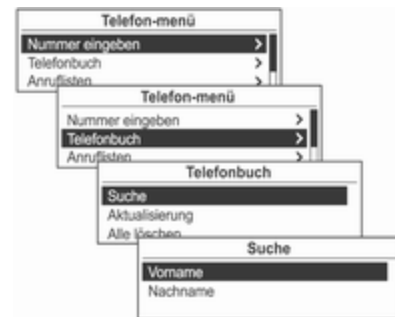 Telefon-menü
Nummer eingeben
Telefonbuch
Anruflisten
Telefon-menü
Nummer eingeben
Telefonbuch
Anruflisten
Telefonbuch
Suche
Aktualisierung
Alle löschen
Suche
Vorname
Nachname